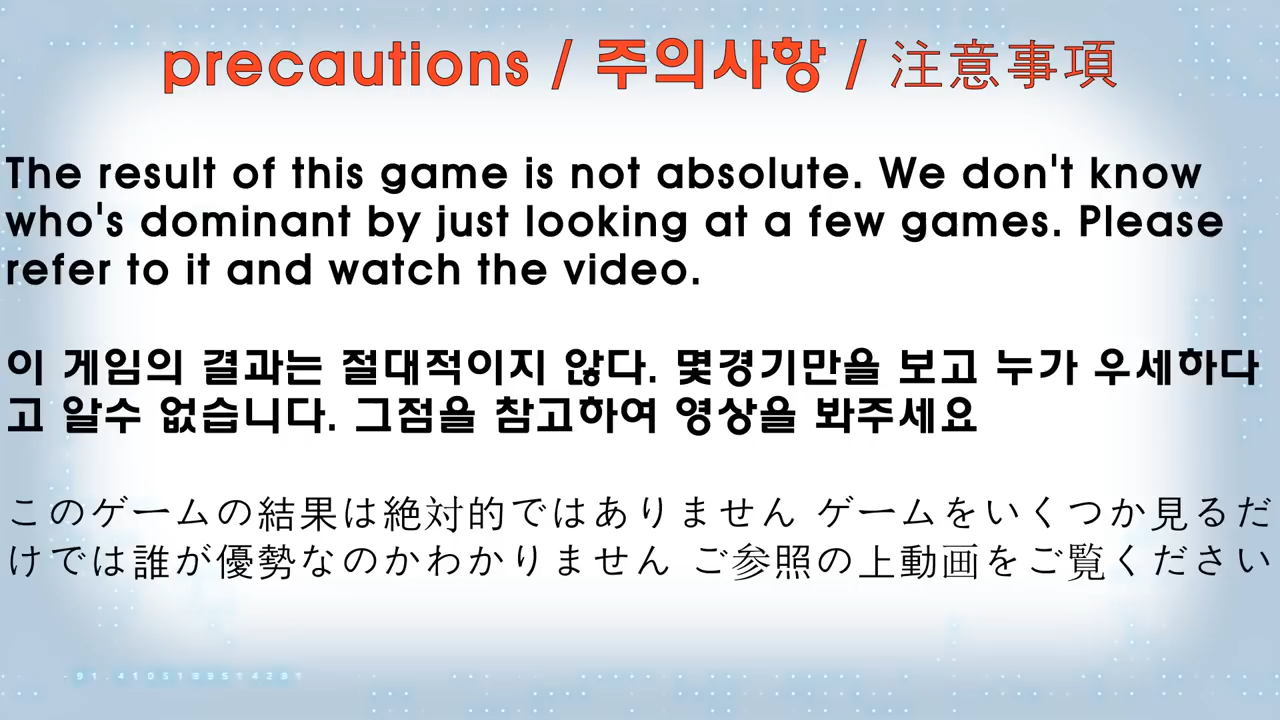 precautions / 주의사항 / 注意事項
The result of this game is not absolute. We don't know
who's dominant by just looking at a few games. Please
refer to it and watch the video.
이 게임의 결과는 절대적이지 않다. 몇경기만을 보고 누가 우세하다
고 알수 없습니다. 그점을 참고하여 영상을 봐주세요
このゲームの結果は絶対的ではありません ゲームをいくつか見るだ
けでは誰が優勢なのかわかりません ご参照の上動画をご覧ください